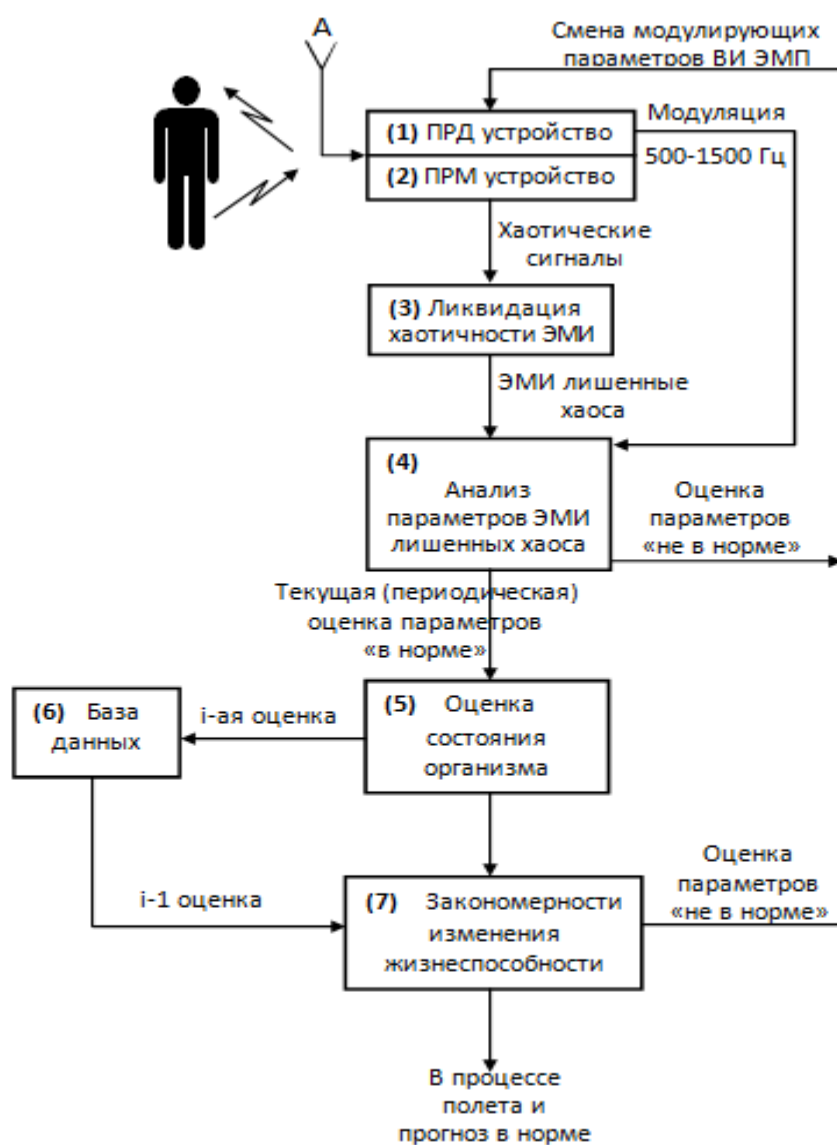 А
Смена модулирующих
параметров ВИ ЭМП
(1) ПРД устройство
Модуляция
500-1500 Гц
(2) ПРМ устройство
Хаотические
сигналы
(3) Ликвидация
хаотичности ЭМИ
ЭМИ лишенные
хаоса
(4)
Анализ
параметров ЭМИ
лишенных хаоса
Оценка
параметров
«не в норме»
Текущая (периодическая)
оценка параметров
«в норме»
(6) База
данных
i-ая оценка
(5) Оценка
состояния
организма
i-1 оценка
(7) Закономерности
изменения
жизнеспособности
Оценка
параметров
«не в норме»
В процессе
полета и
прогноз в норме